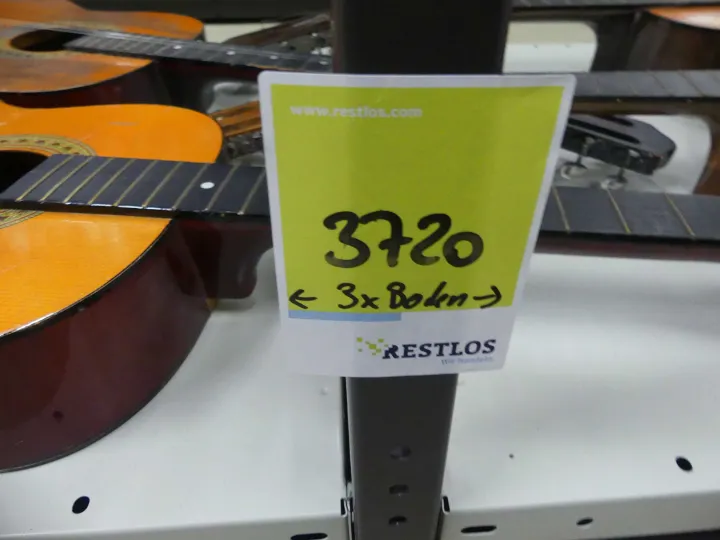 www.restlos.com
3720
← 3x Boden →
RESTLOS